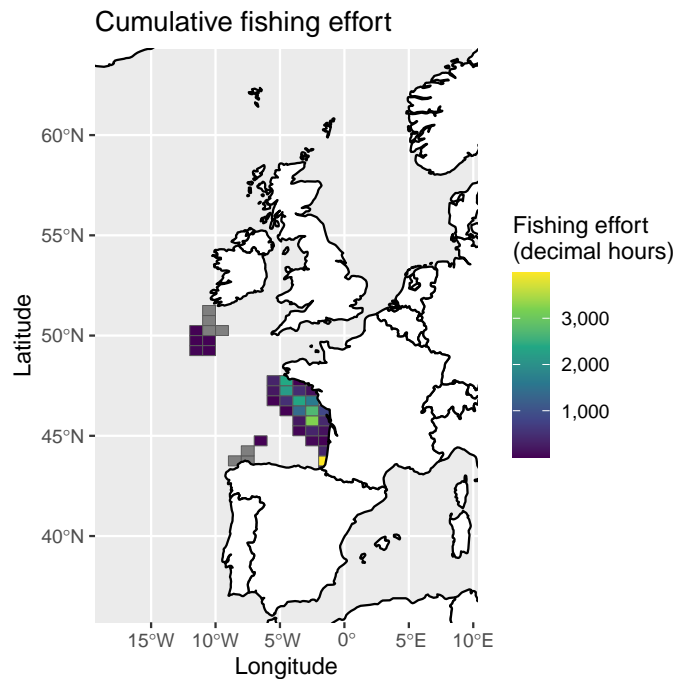 Cumulative fishing effort
60°N
55°N
50°N
45°N
40°N
Latitude
15°W
10°W
5°W
0°
5°E
10°E
Longitude
Fishing effort
(decimal hours)
3,000
2,000
1,000